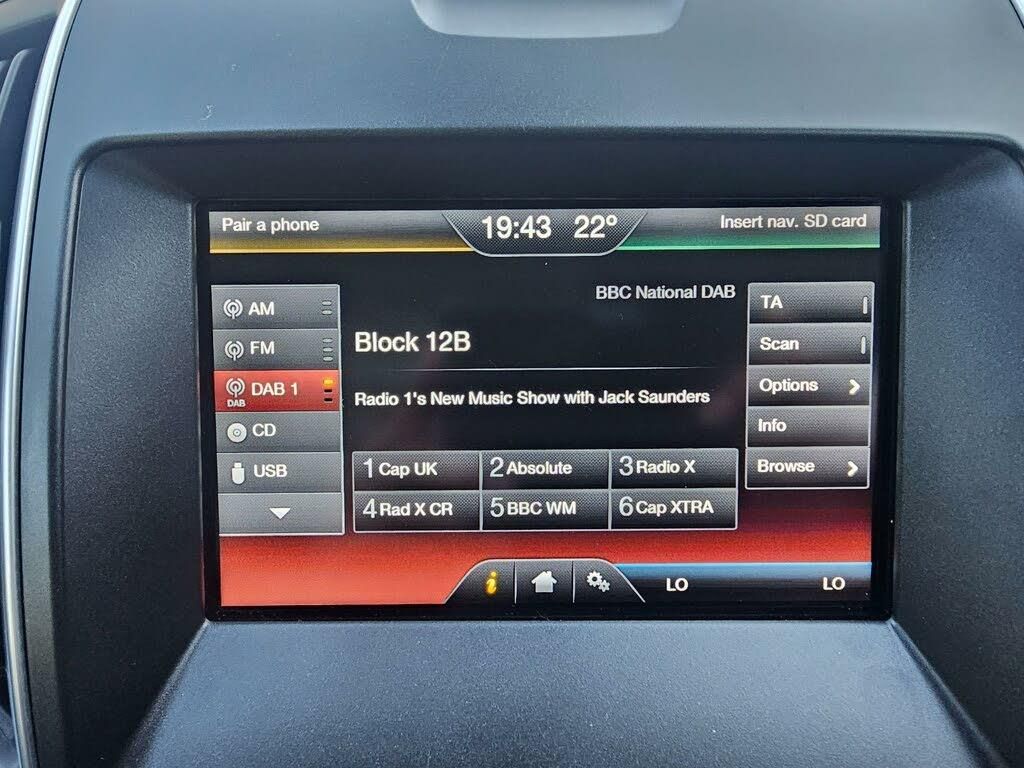 Pair a phone
19:43 22°
Insert nav. SD card
AM
FM
DAB
DAB 1
CD
USB
BBC National DAB
Block 12B
Radio 1's New Music Show with Jack Saunders
1 Cap UK
2 Absolute
3 Radio X
4 Rad X CR
5 BBC WM
6 Cap XTRA
TA
Scan
Options
Info
Browse
i
LO
LO